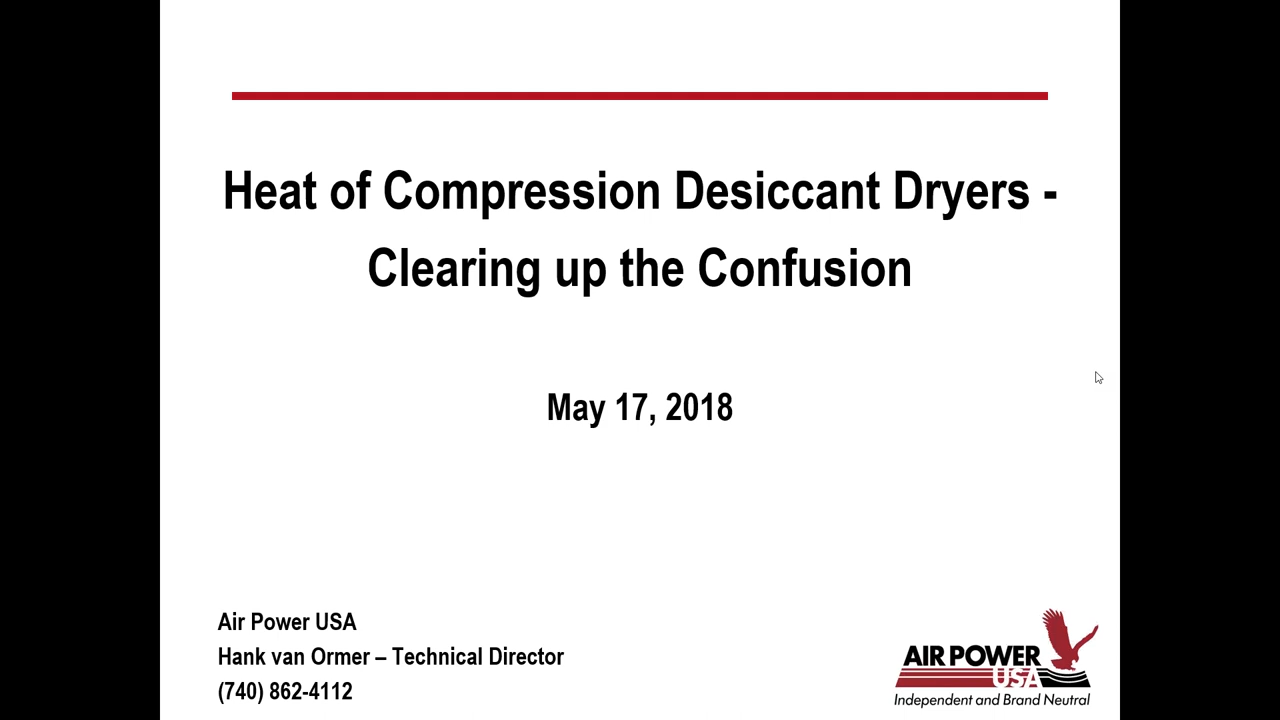 Heat of Compression Desiccant Dryers -
Clearing up the Confusion
May 17, 2018
Air Power USA
Hank van Ormer – Technical Director
(740) 862-4112
AIR POWER
USA
Independent and Brand Neutral